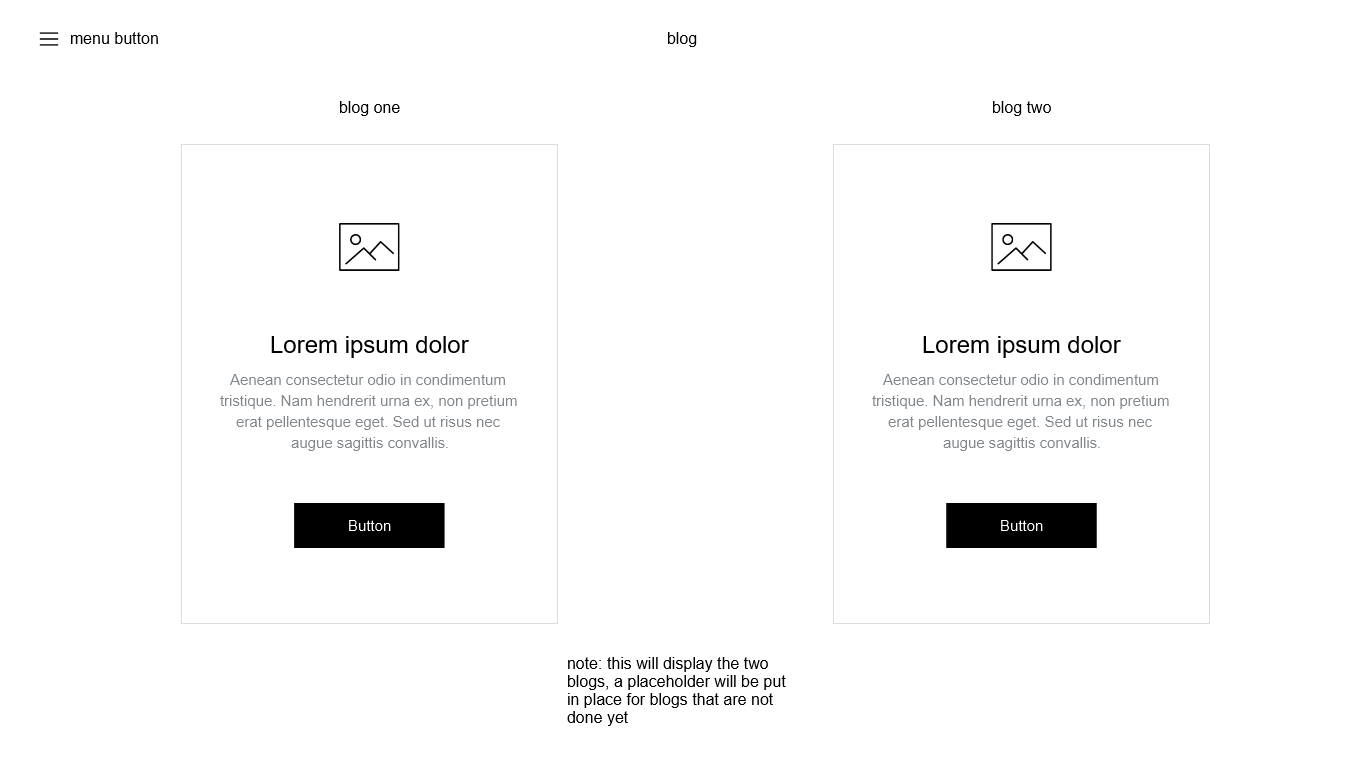 menu button
blog
blog one
blog two
Lorem ipsum dolor
Aenean consectetur odio in condimentum
tristique. Nam hendrerit urna ex, non pretium
erat pellentesque eget. Sed ut risus nec
augue sagittis convallis.
Button
Lorem ipsum dolor
Aenean consectetur odio in condimentum
tristique. Nam hendrerit urna ex, non pretium
erat pellentesque eget. Sed ut risus nec
augue sagittis convallis.
Button
note: this will display the two
blogs, a placeholder will be put
in place for blogs that are not
done yet